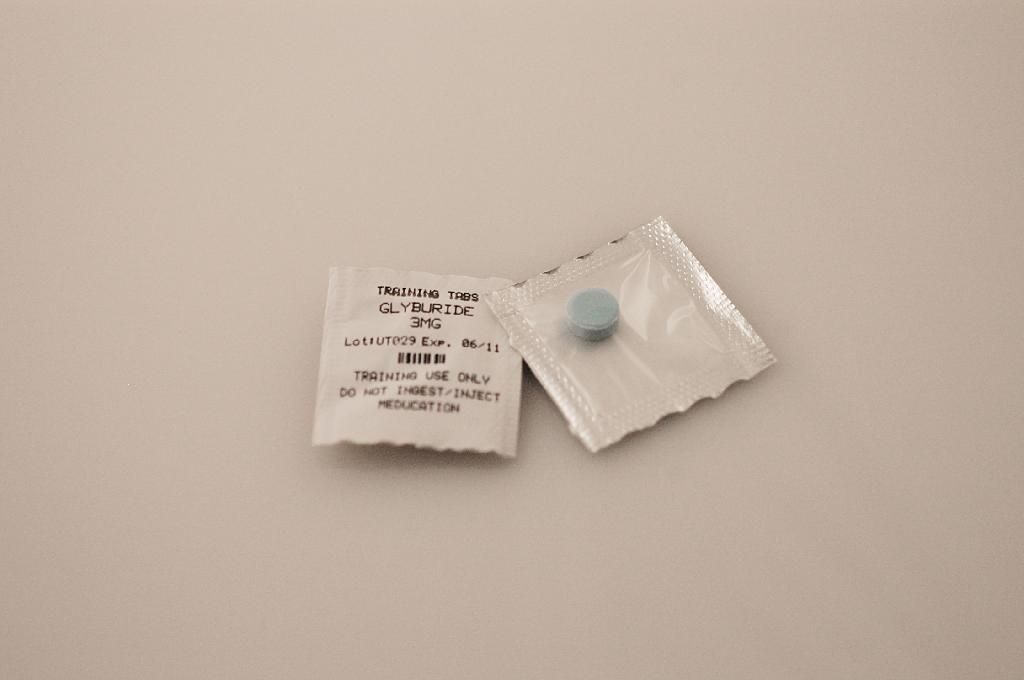 TRAINING TABS
GLYBURIDE
3MG
Lot:UT029 Exp. 06/11
TRAINING USE ONLY
DO NOT INGEST/INJECT
MEDUCATION